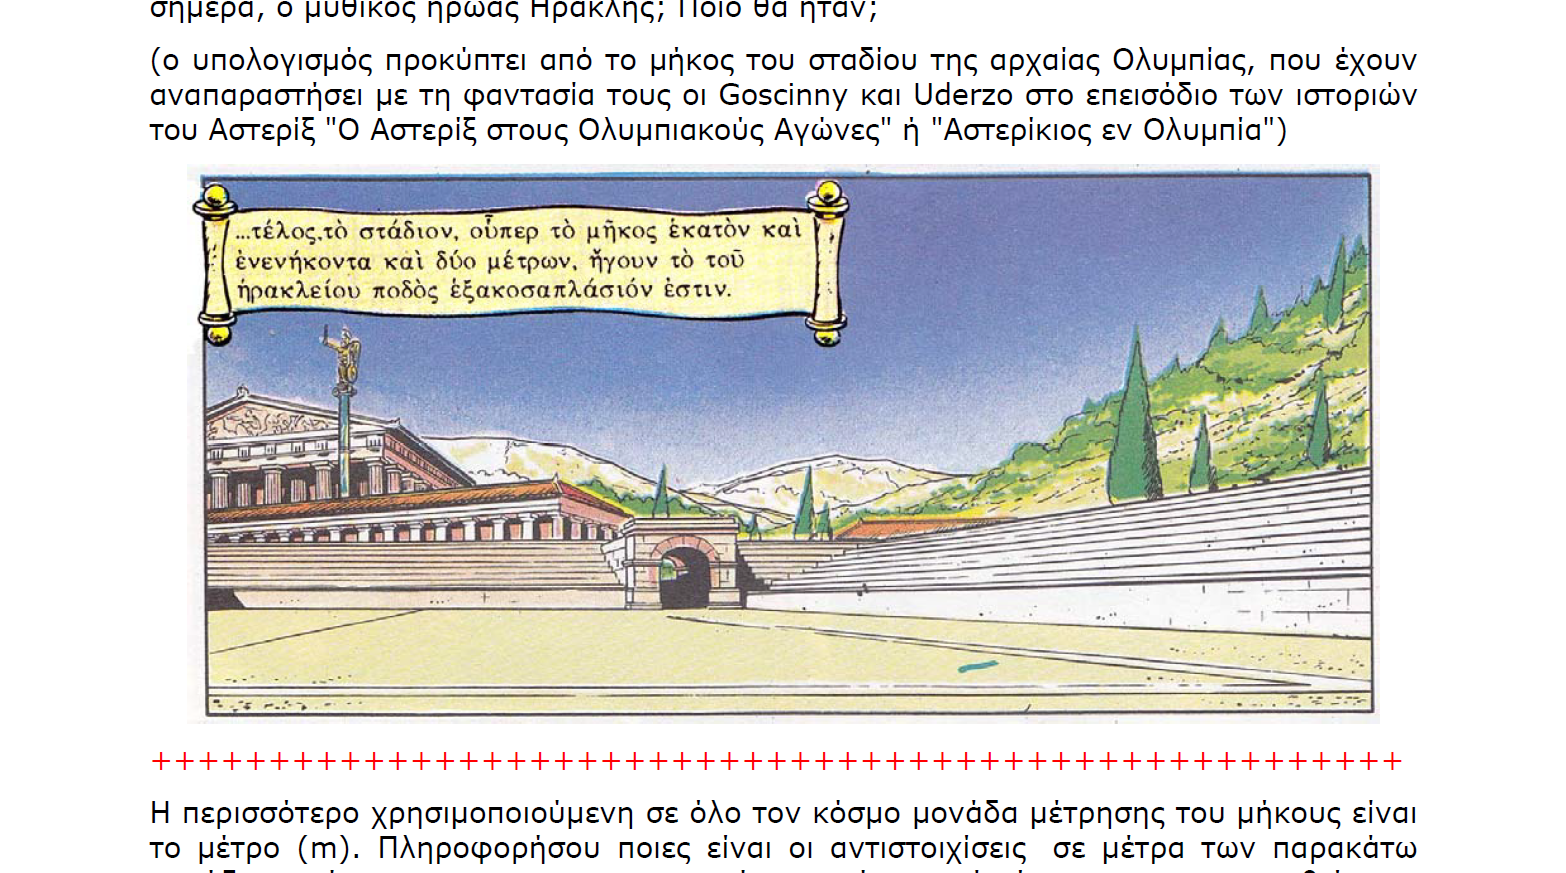 σήμερα, ο μυθικός ήρωας Ηρακλής; Ποιο θα ήταν;
(ο υπολογισμός προκύπτει από το μήκος του σταδίου της αρχαίας Ολυμπίας, που έχουν
αναπαραστήσει με τη φαντασία τους οι Goscinny και Uderzo στο επεισόδιο των ιστοριών
του Αστερίξ "Ο Αστερίξ στους Ολυμπιακούς Αγώνες" ή "Αστερίκιος εν Ολυμπία")
...τέλος,τὸ στάδιον, οὗπερ τὸ μῆκος ἑκατὸν καὶ
ἐνενήκοντα καὶ δύο μέτρων, ἤγουν τὸ τοῦ
ἡρακλείου ποδὸς ἑξακοσαπλάσιόν ἐστιν.
+++++++++++++++++++++++++++++++++++++++++++++++++++++
Η περισσότερο χρησιμοποιούμενη σε όλο τον κόσμο μονάδα μέτρησης του μήκους είναι
το μέτρο (m). Πληροφορήσου ποιες είναι οι αντιστοιχίσεις σε μέτρα των παρακάτω